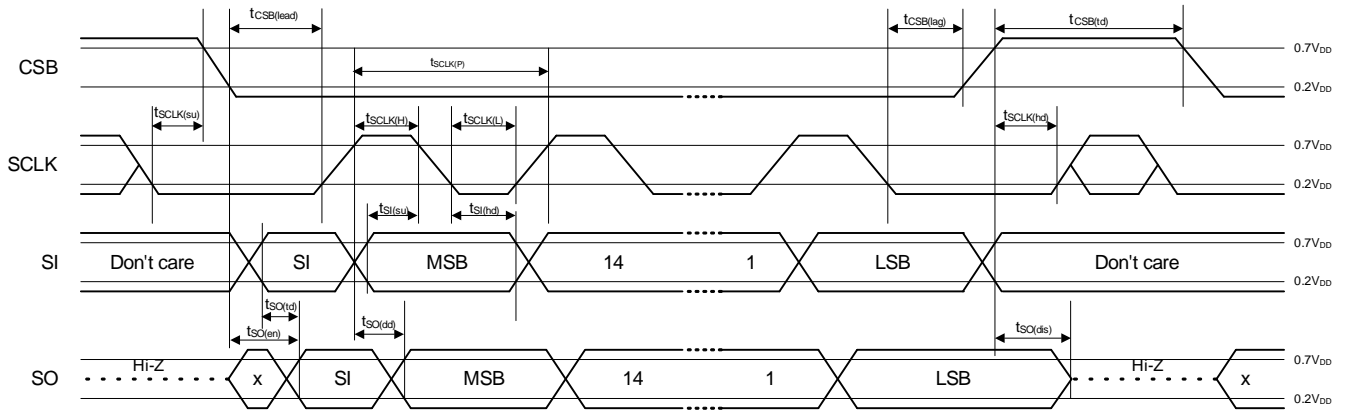 tCSB(lead)
tCSB(lag)
tCSB(td)
CSB
tSCLK(P)
0.7VDD
0.2VDD
tSCLK(su)
tSCLK(H)
tSCLK(L)
tSCLK(hd)
SCLK
0.7VDD
0.2VDD
tSI(su)
tSI(hd)
SI
Don't care
SI
MSB
14
1
LSB
Don't care
0.7VDD
0.2VDD
tSO(td)
tSO(en)
tSO(dd)
tSO(dis)
SO
Hi-Z
x
SI
MSB
14
1
LSB
Hi-Z
x
0.7VDD
0.2VDD